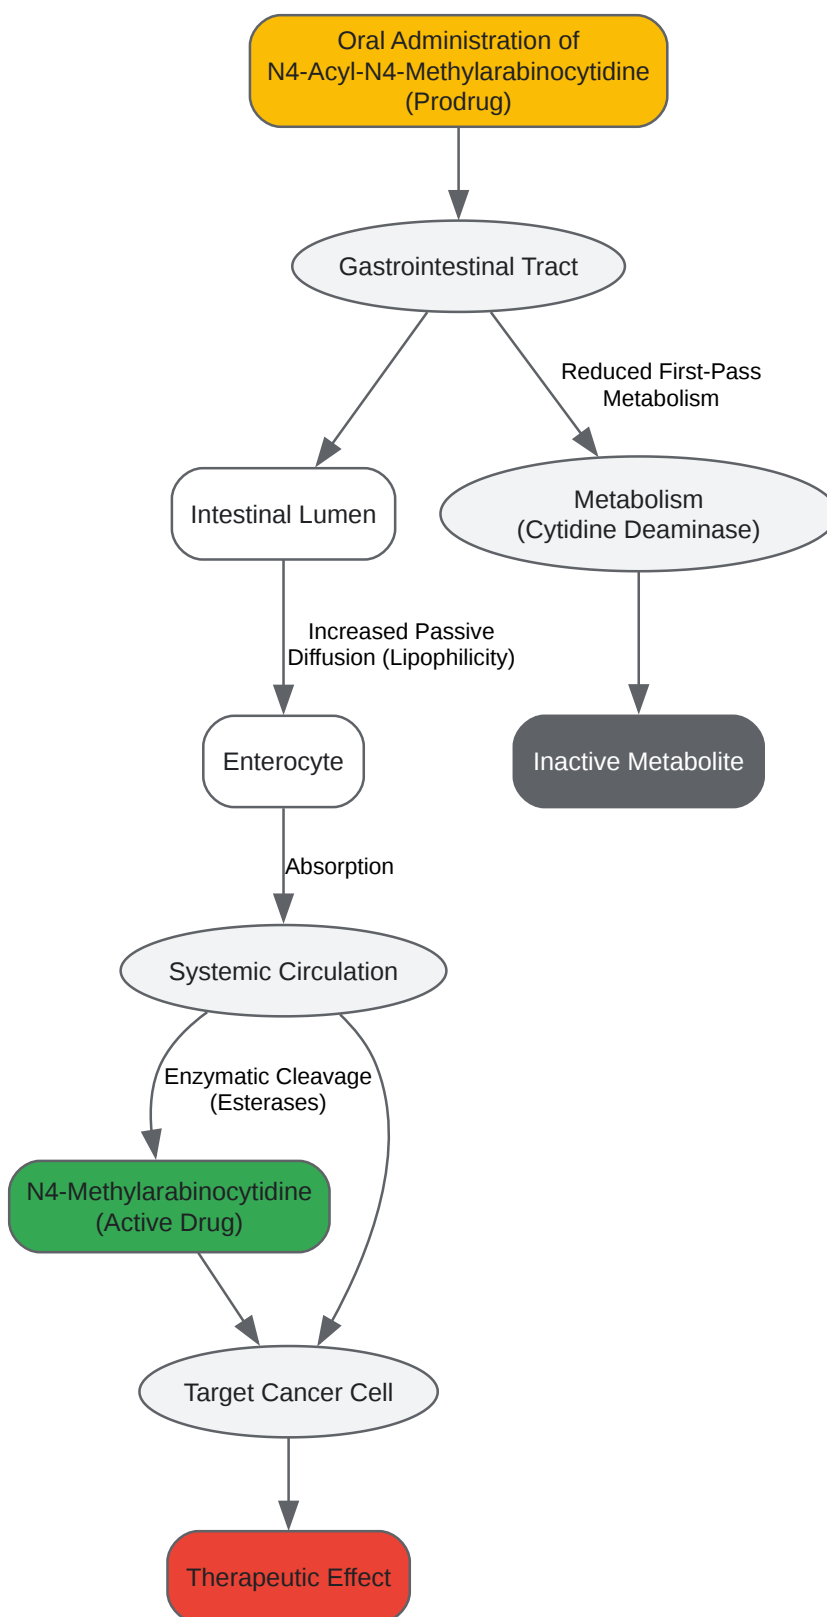 Oral Administration of
N4-Acyl-N4-Methylarabinocytidine
(Prodrug)
Gastrointestinal Tract
Reduced First-Pass
Metabolism
Intestinal Lumen
Metabolism
(Cytidine Deaminase)
Increased Passive
Diffusion (Lipophilicity)
Enterocyte
Inactive Metabolite
Absorption
Systemic Circulation
Enzymatic Cleavage
(Esterases)
N4-Methylarabinocytidine
(Active Drug)
Target Cancer Cell
Therapeutic Effect